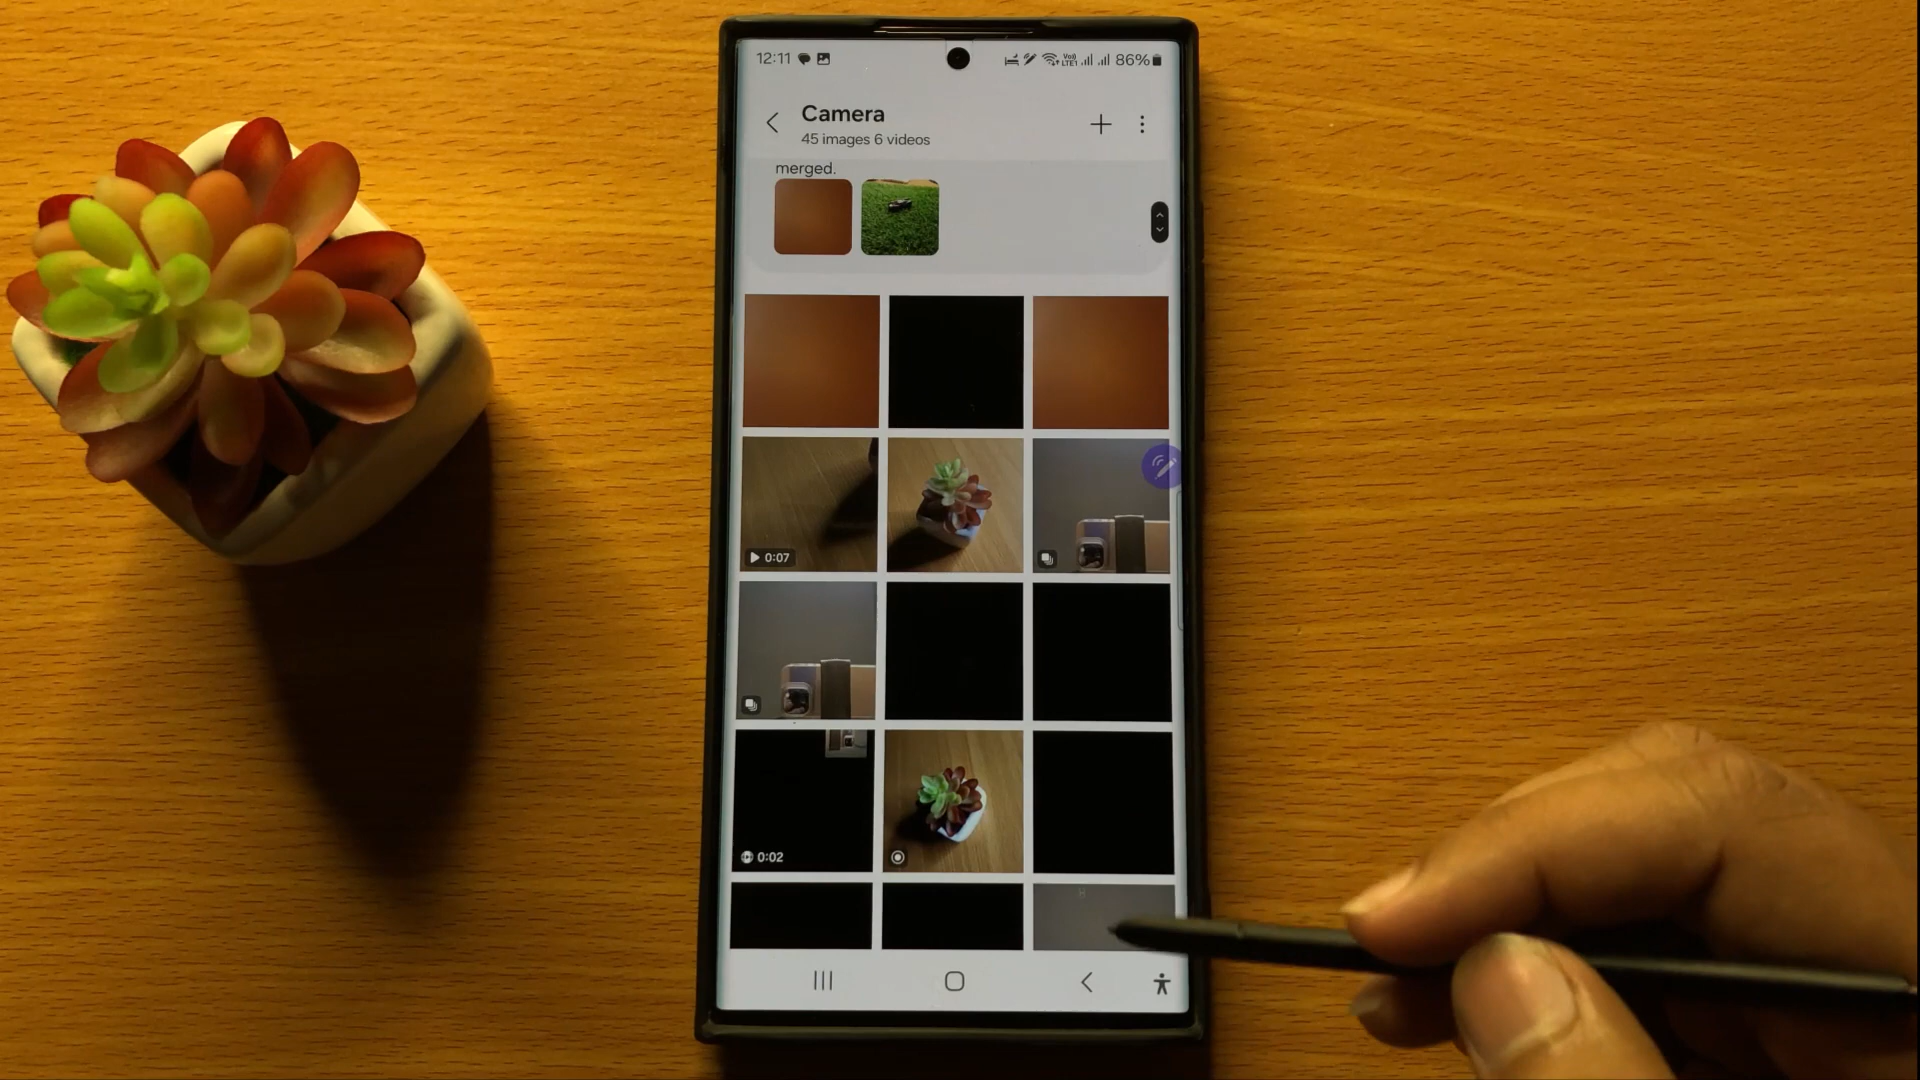 12:11 86%
Camera
45 images 6 videos
merged.
0:07
0:02